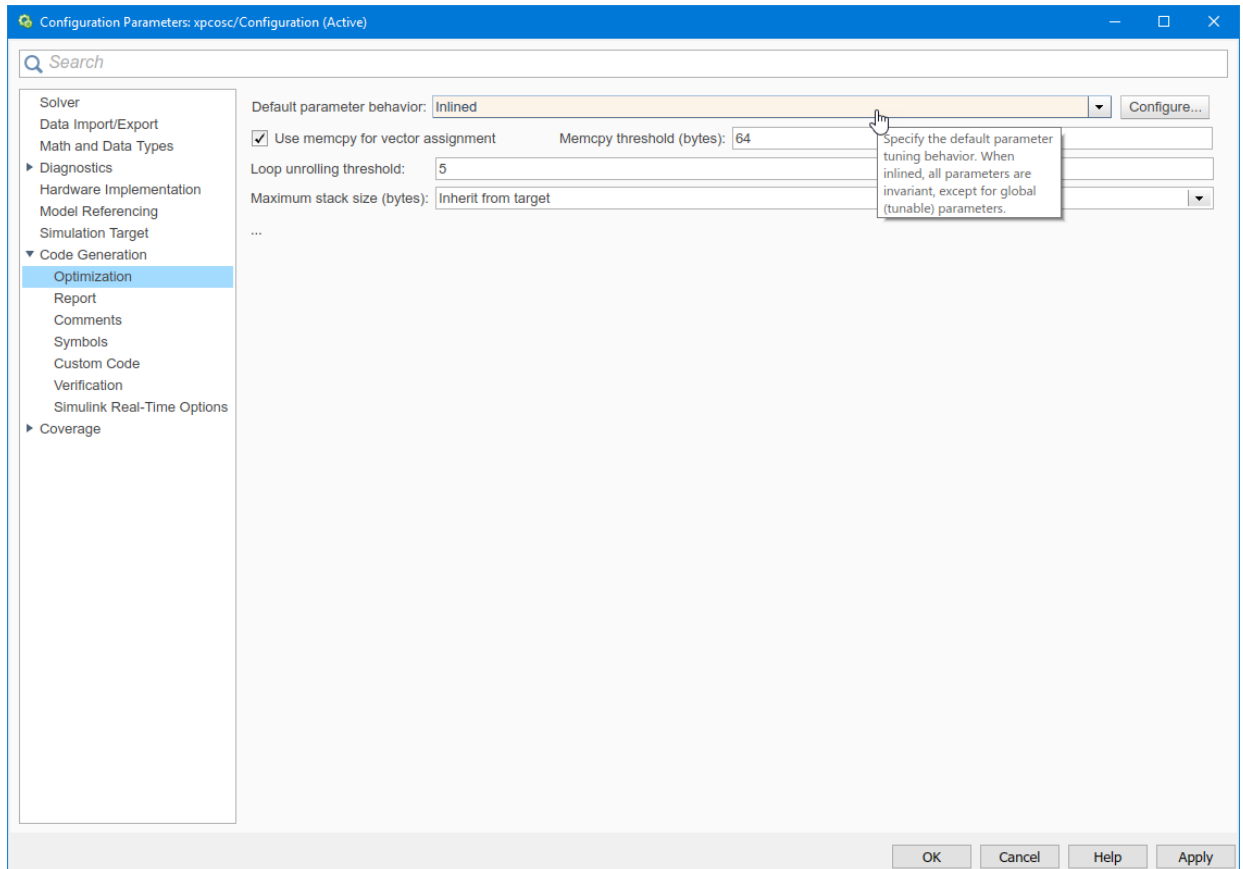 Configuration Parameters: xpcosc/Configuration (Active)
Search
Solver
Data Import/Export
Math and Data Types
Diagnostics
Hardware Implementation
Model Referencing
Simulation Target
Code Generation
Optimization
Report
Comments
Symbols
Custom Code
Verification
Simulink Real-Time Options
Coverage
Default parameter behavior: Inlined Configure...
Use memcpy for vector assignment Memcpy threshold (bytes): 64
Loop unrolling threshold: 5
Maximum stack size (bytes): Inherit from target
...
Specify the default parameter
tuning behavior. When
inlined, all parameters are
invariant, except for global
(tunable) parameters.
OK Cancel Help Apply